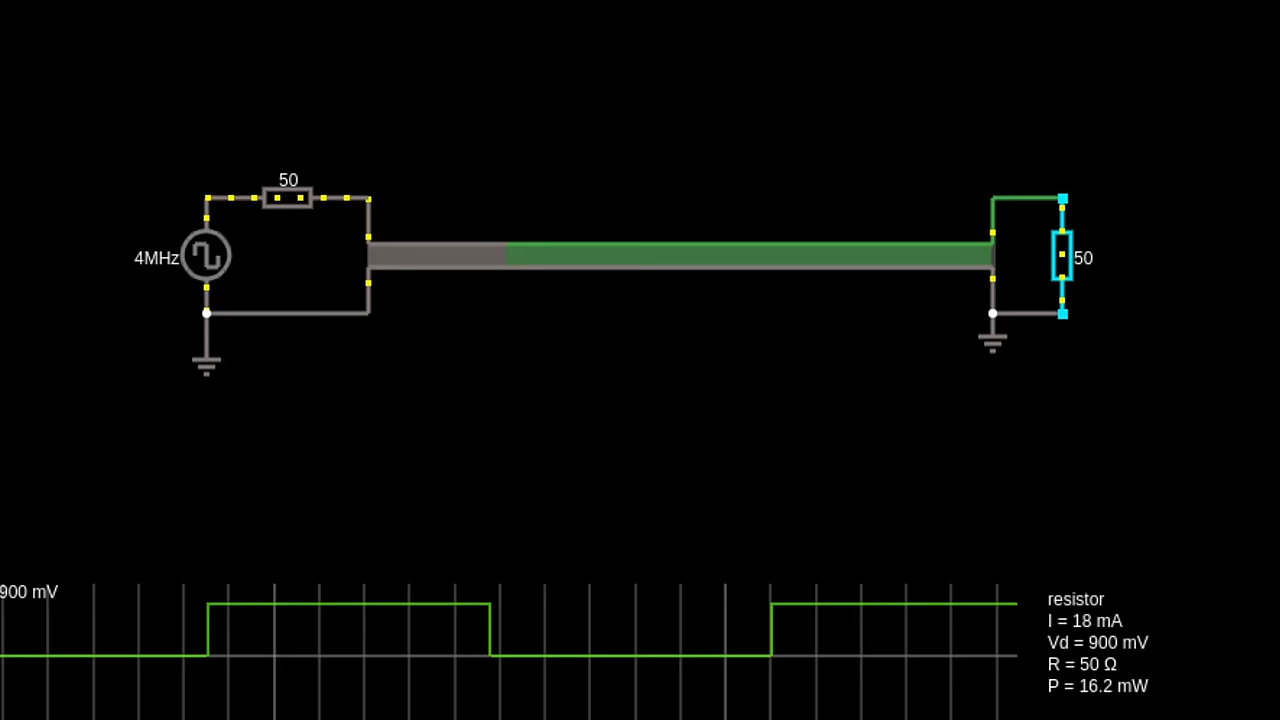 50
4MHz
50
900 mV
resistor
I = 18 mA
Vd = 900 mV
R = 50 Ω
P = 16.2 mW